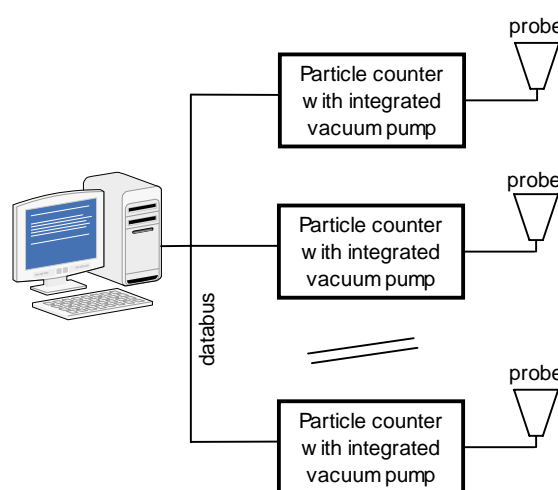 probe
Particle counter
with integrated
vacuum pump
probe
Particle counter
with integrated
vacuum pump
databus
probe
Particle counter
with integrated
vacuum pump